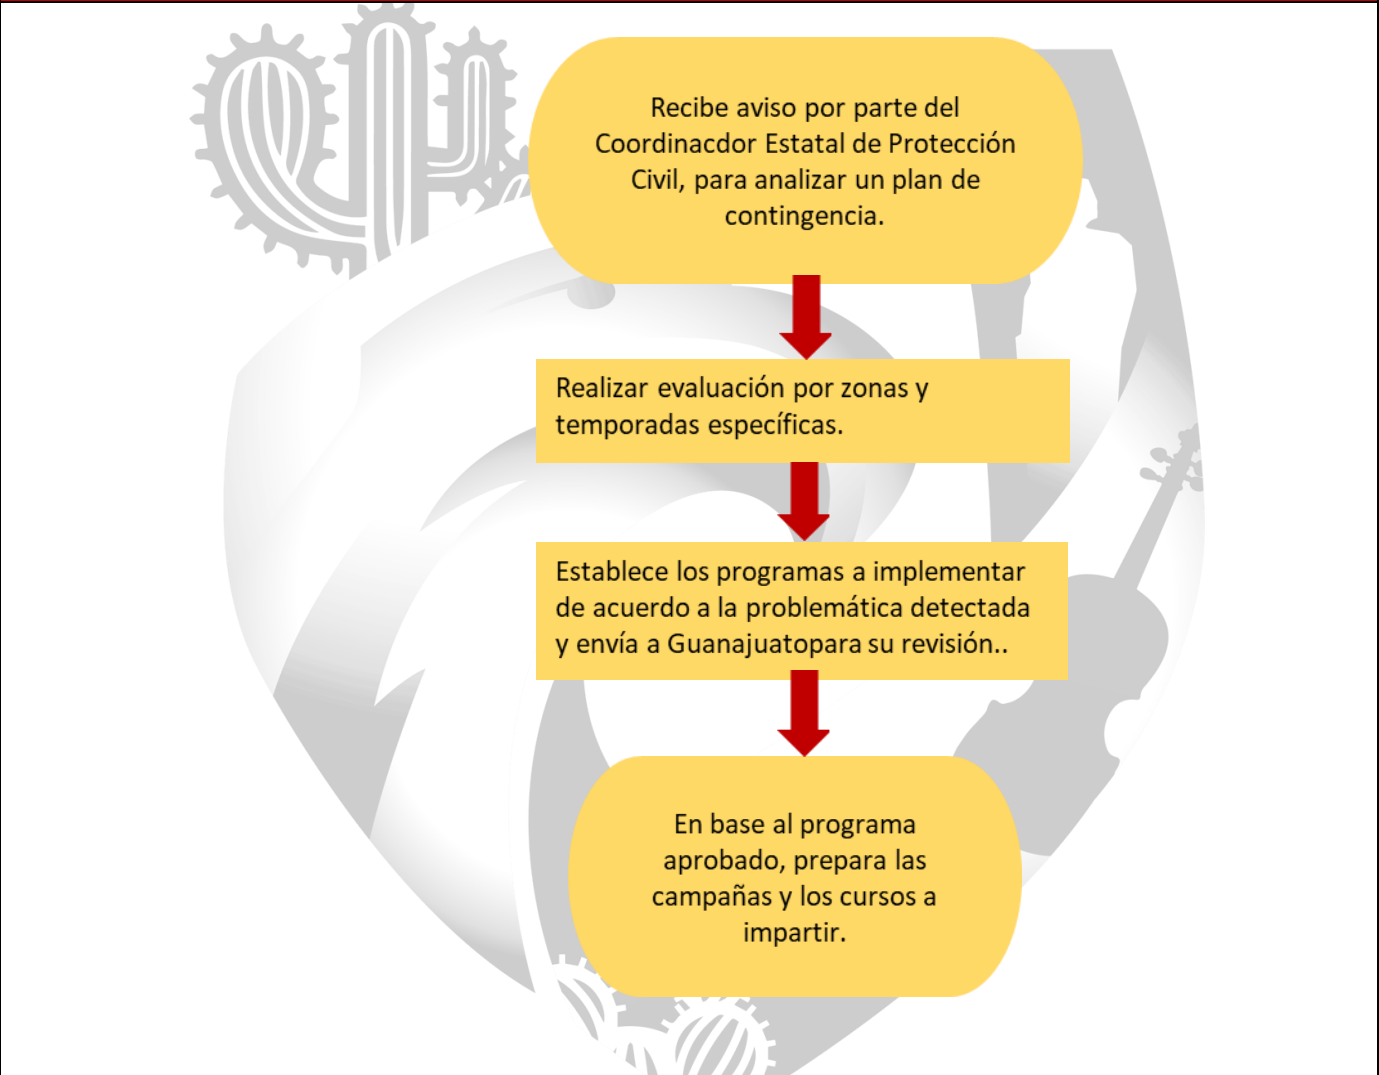 Recibe aviso por parte del
Coordinacdor Estatal de Protección
Civil, para analizar un plan de
contingencia.
Realizar evaluación por zonas y
temporadas específicas.
Establece los programas a implementar
de acuerdo a la problemática detectada
y envía a Guanajuatopara su revisión..
En base al programa
aprobado, prepara las
campañas y los cursos a
impartir.